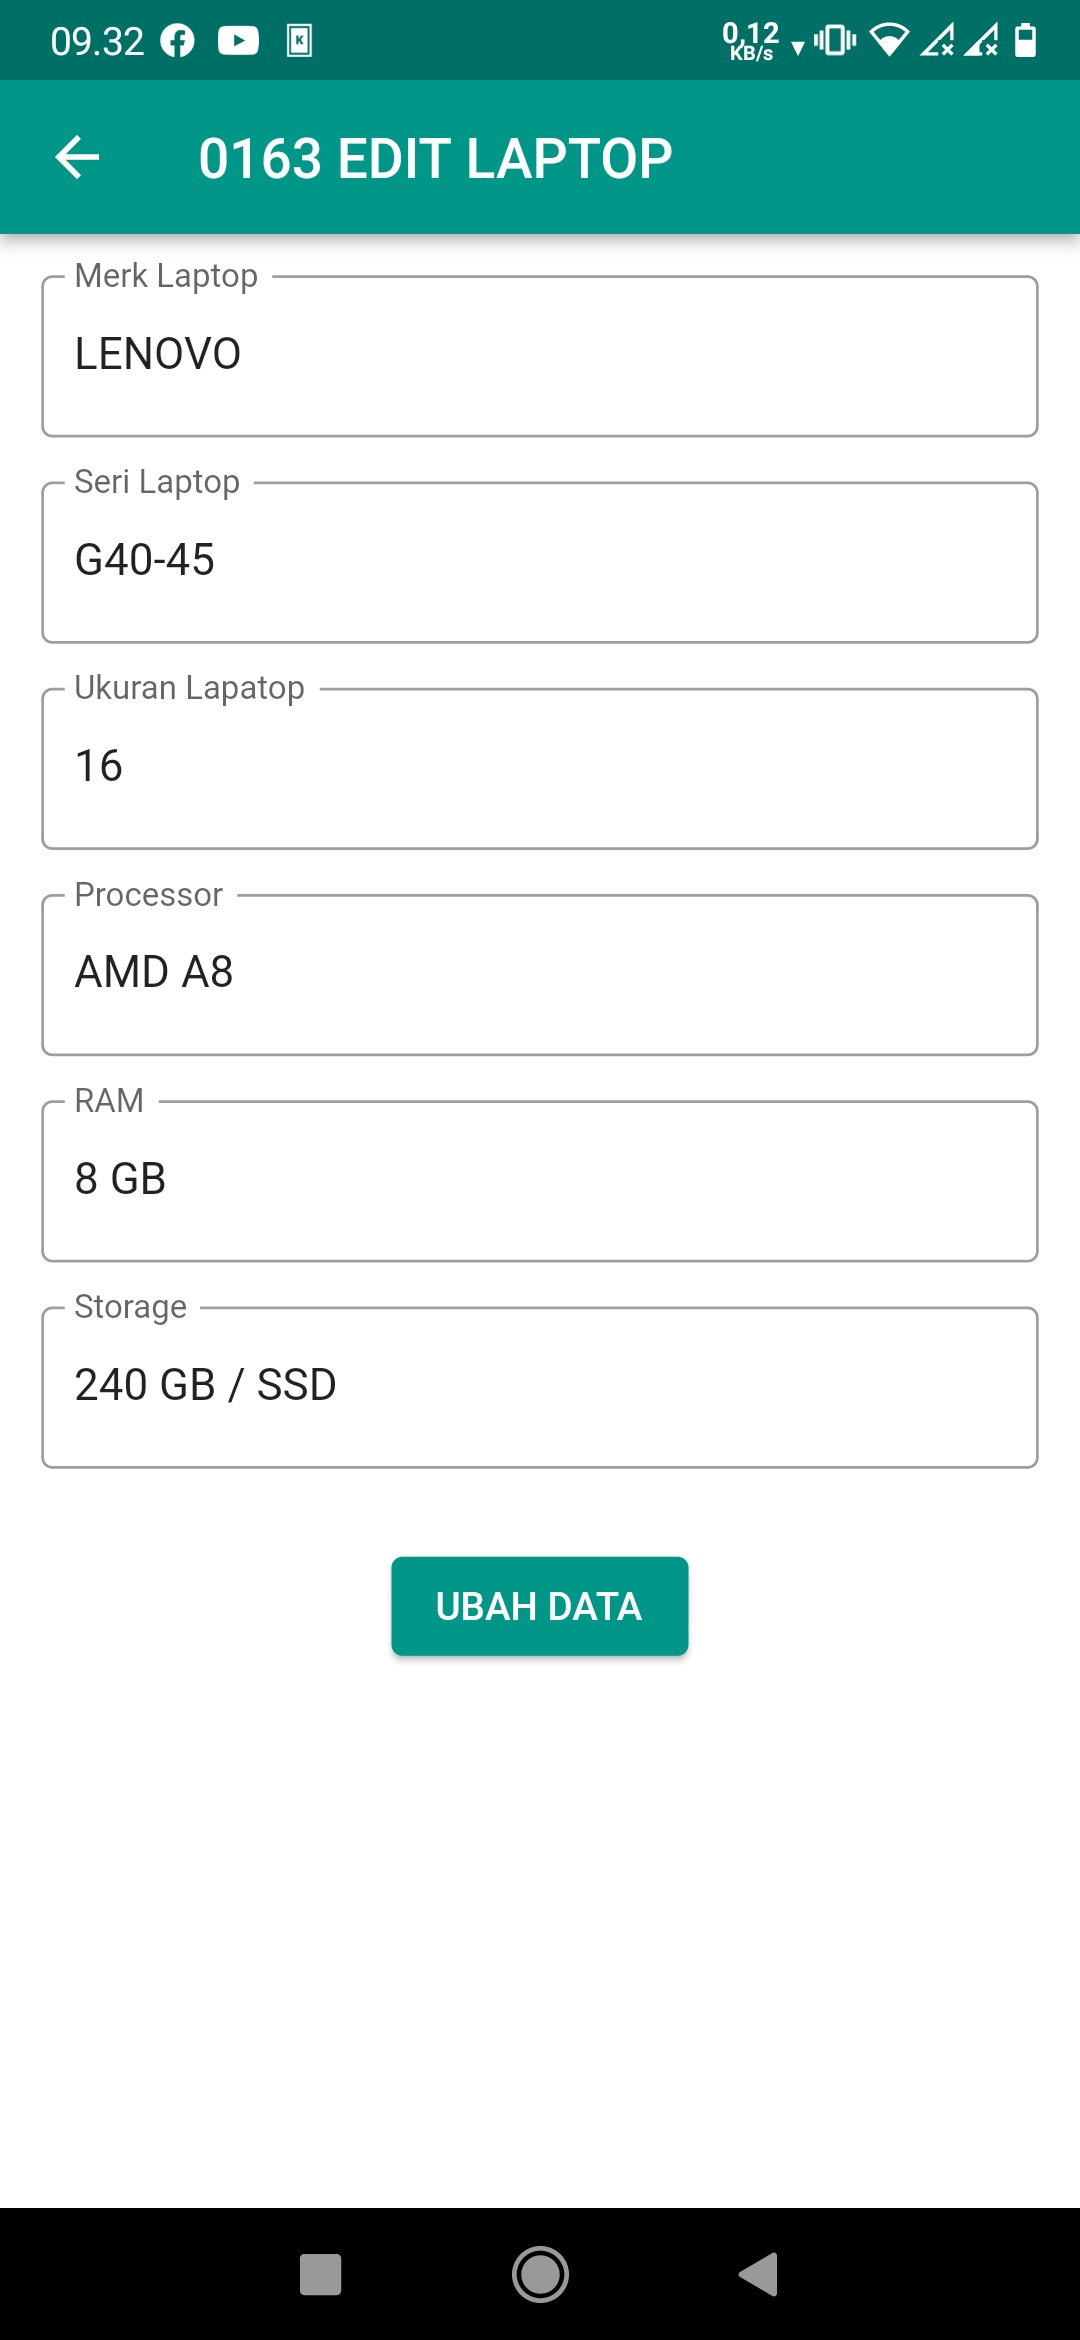 09.32
0,12
KB/s
0163 EDIT LAPTOP
Merk Laptop
LENOVO
Seri Laptop
G40-45
Ukuran Lapatop
16
Processor
AMD A8
RAM
8 GB
Storage
240 GB / SSD
UBAH DATA